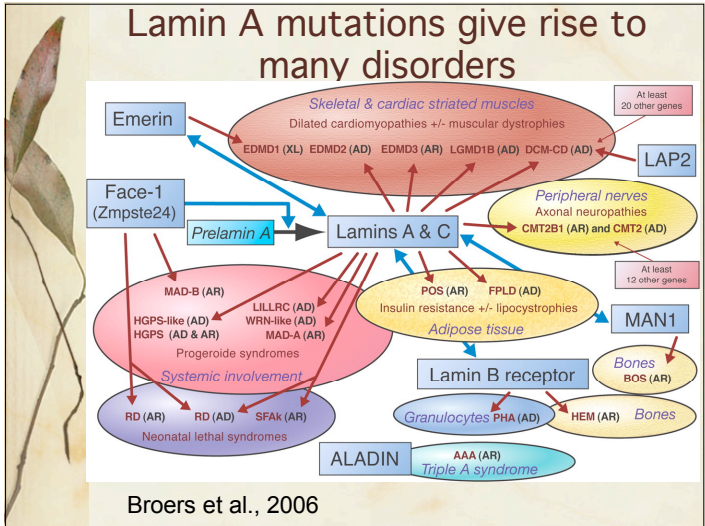 Lamin A mutations give rise to
many disorders
Skeletal & cardiac striated muscles
Dilated cardiomyopathies +/- muscular dystrophies
EDMD1 (XL) EDMD2 (AD) EDMD3 (AR) LGMD1B (AD) DCM-CD (AD)
At least
20 other genes
Emerin
LAP2
Face-1
(Zmpste24)
Prelamin A
Lamins A & C
Peripheral nerves
Axonal neuropathies
CMT2B1 (AR) and CMT2 (AD)
At least
12 other genes
MAD-B (AR)
LILLRC (AD)
HGPS-like (AD) WRN-like (AD)
HGPS (AD & AR) MAD-A (AR)
Progeroide syndromes
Systemic involvement
POS (AR) FPLD (AD)
Insulin resistance +/- lipocystrophies
Adipose tissue
MAN1
Bones
BOS (AR)
Lamin B receptor
RD (AR) RD (AD) SFAk (AR)
Neonatal lethal syndromes
Granulocytes PHA (AD)
HEM (AR) Bones
ALADIN
AAA (AR)
Triple A syndrome
Broers et al., 2006